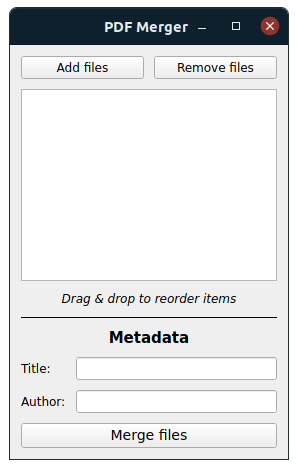 PDF Merger
Add files Remove files
Drag & drop to reorder items
Metadata
Title:
Author:
Merge files